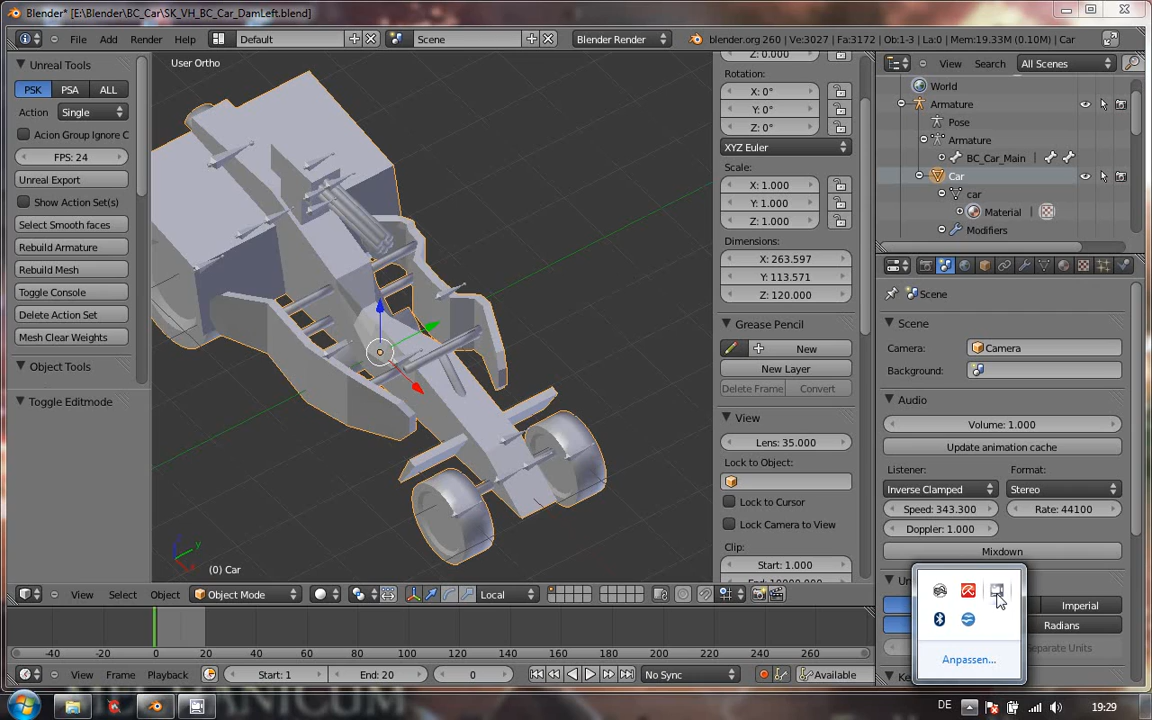 Blender* [E:\Blender\BC_Car\SK_VH_BC_Car_DamLeft.blend]
File Add Render Help Default Scene Blender Render blender.org 260 | Ve:3027 | Fa:3172 | Ob:1-3 | La:0 | Mem:19.33M (0.10M) | Car
Unreal Tools
PSK PSA ALL
Action Single
Acion Group Ignore C
FPS: 24
Unreal Export
Show Action Set(s)
Select Smooth faces
Rebuild Armature
Rebuild Mesh
Toggle Console
Delete Action Set
Mesh Clear Weights
Object Tools
Toggle Editmode
User Ortho
(0) Car
Z: 0.000
Rotation:
X: 0°
Y: 0°
Z: 0°
XYZ Euler
Scale:
X: 1.000
Y: 1.000
Z: 1.000
Dimensions:
X: 263.597
Y: 113.571
Z: 120.000
Grease Pencil
New
New Layer
Delete Frame Convert
View
Lens: 35.000
Lock to Object:
Lock to Cursor
Lock Camera to View
Clip:
Start: 1.000
View Search All Scenes
World
Armature
Pose
Armature
BC_Car_Main
Car
car
Material
Modifiers
Scene
Scene
Camera: Camera
Background:
Audio
Volume: 1.000
Update animation cache
Listener: Format:
Inverse Clamped Stereo
Speed: 343.300 Rate: 44100
Doppler: 1.000
Mixdown
Imperial
Radians
Anpassen...
View Select Object Object Mode Local
-40 -20 0 20 40 60 80 100 120 140 160 180 200 220 240 260
View Frame Playback Start: 1 End: 20 0 No Sync Available
DE 19:29